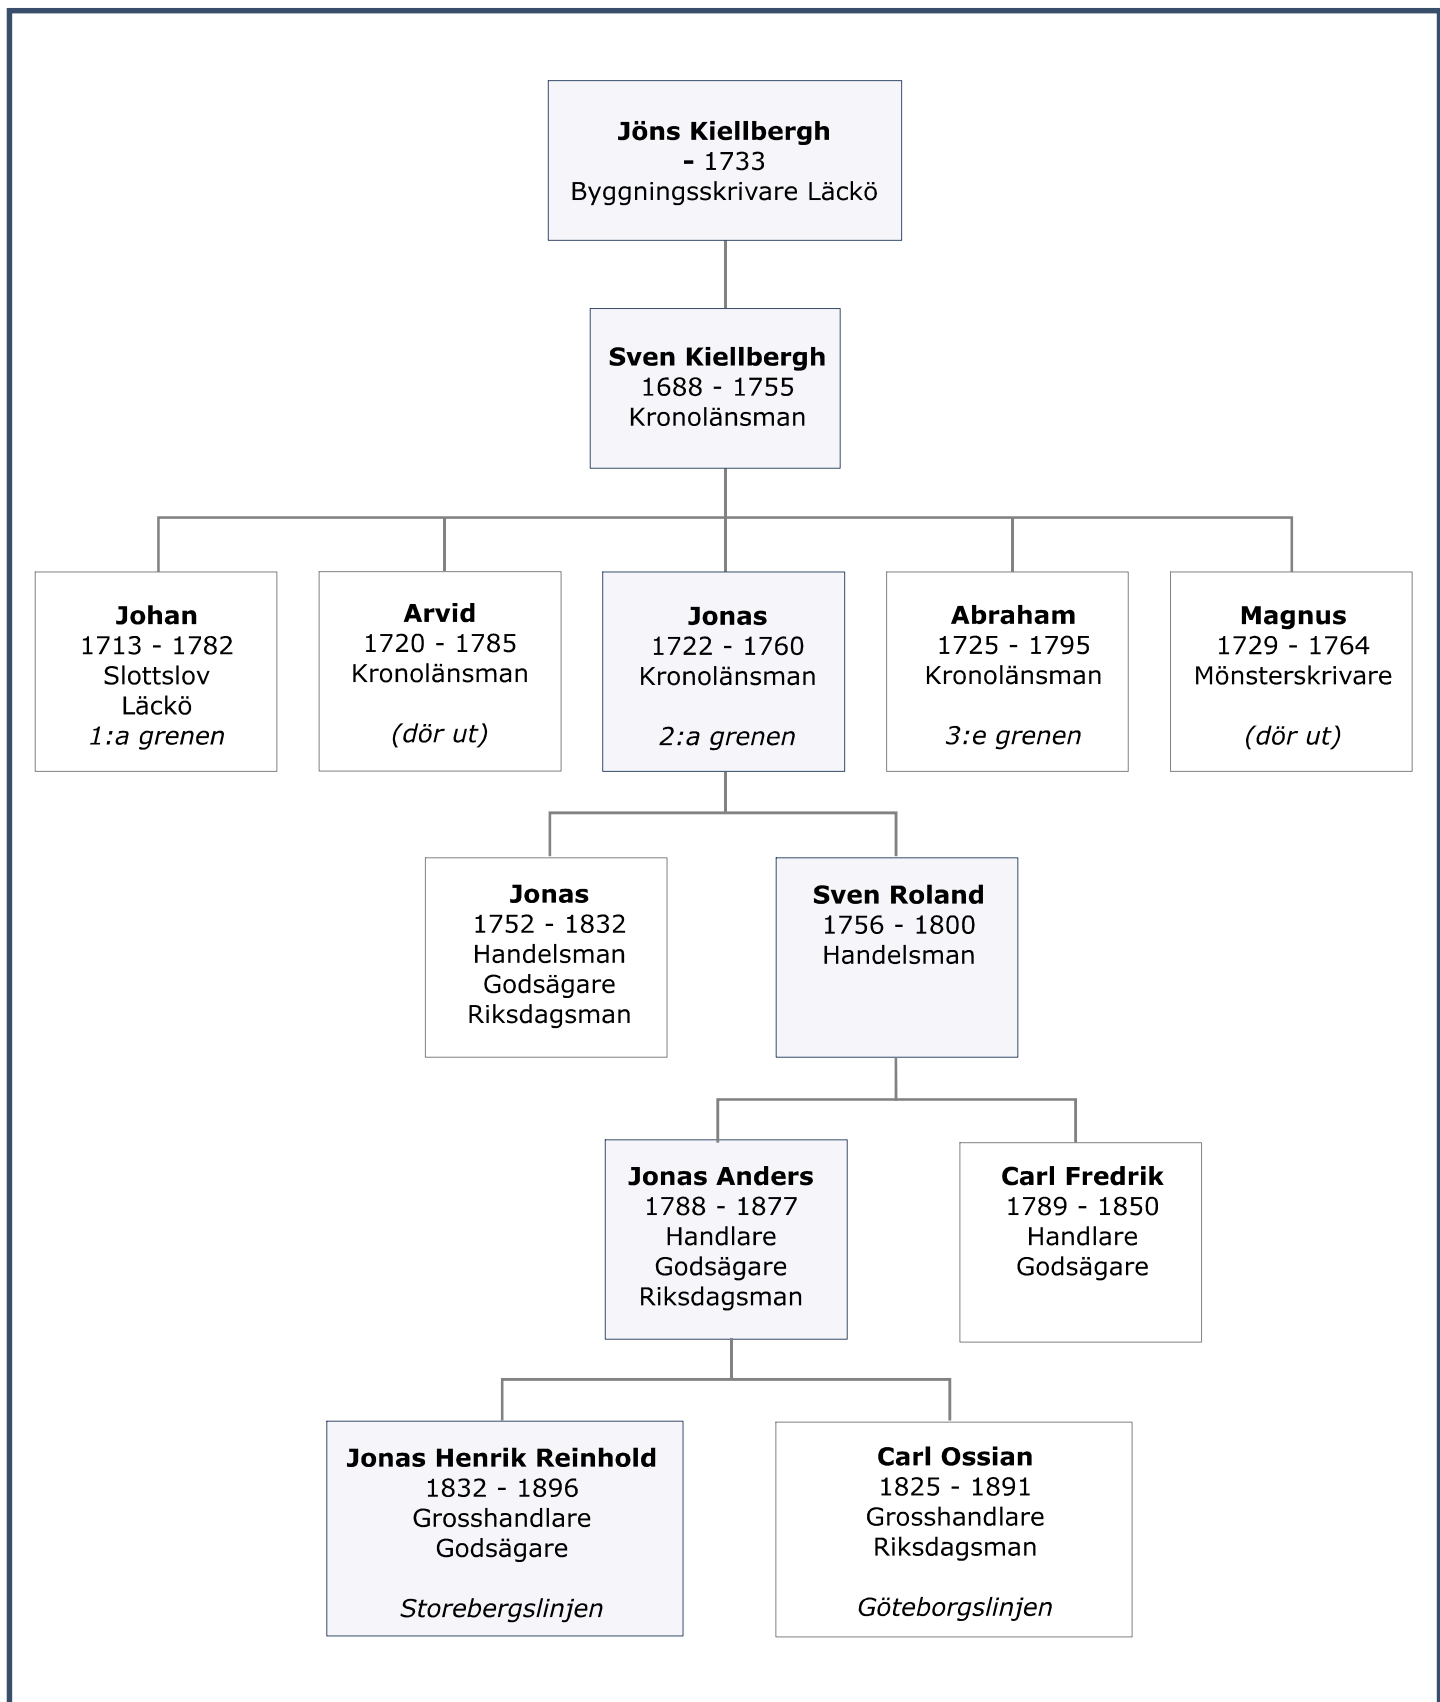 Jöns Kiellbergh
- 1733
Byggningsskrivare Läckö
Sven Kiellbergh
1688 - 1755
Kronolänsman
Johan
1713 - 1782
Slottslov
Läckö
1:a grenen
Arvid
1720 - 1785
Kronolänsman
(dör ut)
Jonas
1722 - 1760
Kronolänsman
2:a grenen
Abraham
1725 - 1795
Kronolänsman
3:e grenen
Magnus
1729 - 1764
Mönsterskrivare
(dör ut)
Jonas
1752 - 1832
Handelsman
Godsägare
Riksdagsman
Sven Roland
1756 - 1800
Handelsman
Jonas Anders
1788 - 1877
Handlare
Godsägare
Riksdagsman
Carl Fredrik
1789 - 1850
Handlare
Godsägare
Jonas Henrik Reinhold
1832 - 1896
Grosshandlare
Godsägare
Storebergslinjen
Carl Ossian
1825 - 1891
Grosshandlare
Riksdagsman
Göteborgslinjen